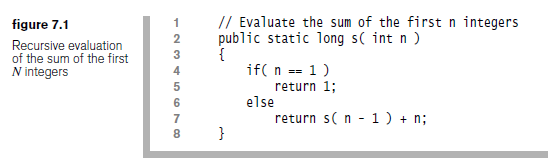 figure 7.1
Recursive evaluation
of the sum of the first
N integers
1 // Evaluate the sum of the first n integers
2 public static long s( int n )
3 {
4     if( n == 1 )
5         return 1;
6     else
7         return s( n - 1 ) + n;
8 }